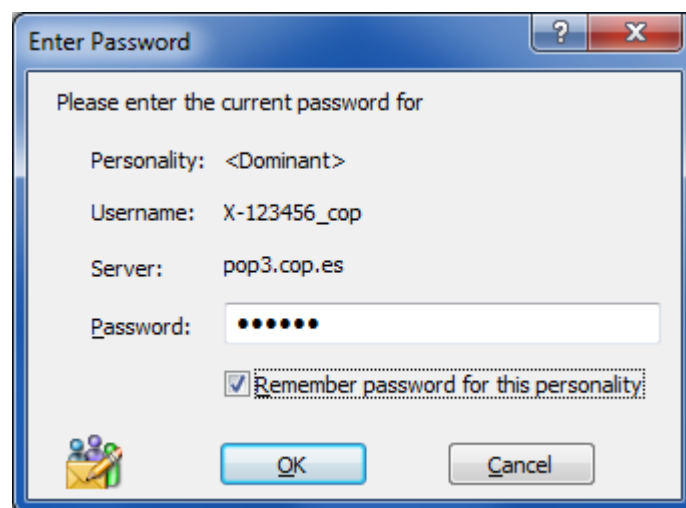 Enter Password
Please enter the current password for
Personality: <Dominant>
Username: X-123456_cop
Server: pop3.cop.es
Password: ••••••
Remember password for this personality
OK Cancel